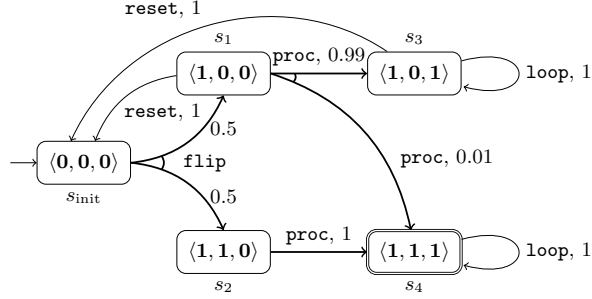 reset, 1
s₁
s₃
proc, 0.99
⟨1, 0, 0⟩
⟨1, 0, 1⟩
loop, 1
reset, 1
0.5
proc, 0.01
⟨0, 0, 0⟩
flip
s_init
0.5
proc, 1
⟨1, 1, 0⟩
⟨1, 1, 1⟩
loop, 1
s₂
s₄